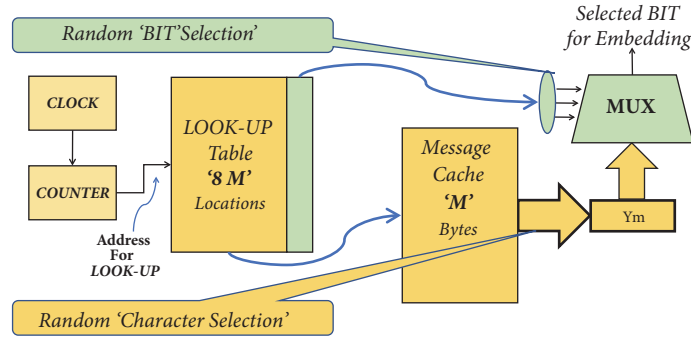 Random ‘BIT’Selection’
Selected BIT
for Embedding
CLOCK
COUNTER
Address
For
LOOK-UP
LOOK-UP
Table
‘8 M’
Locations
Message
Cache
‘M’
Bytes
MUX
Ym
Random ‘Character Selection’